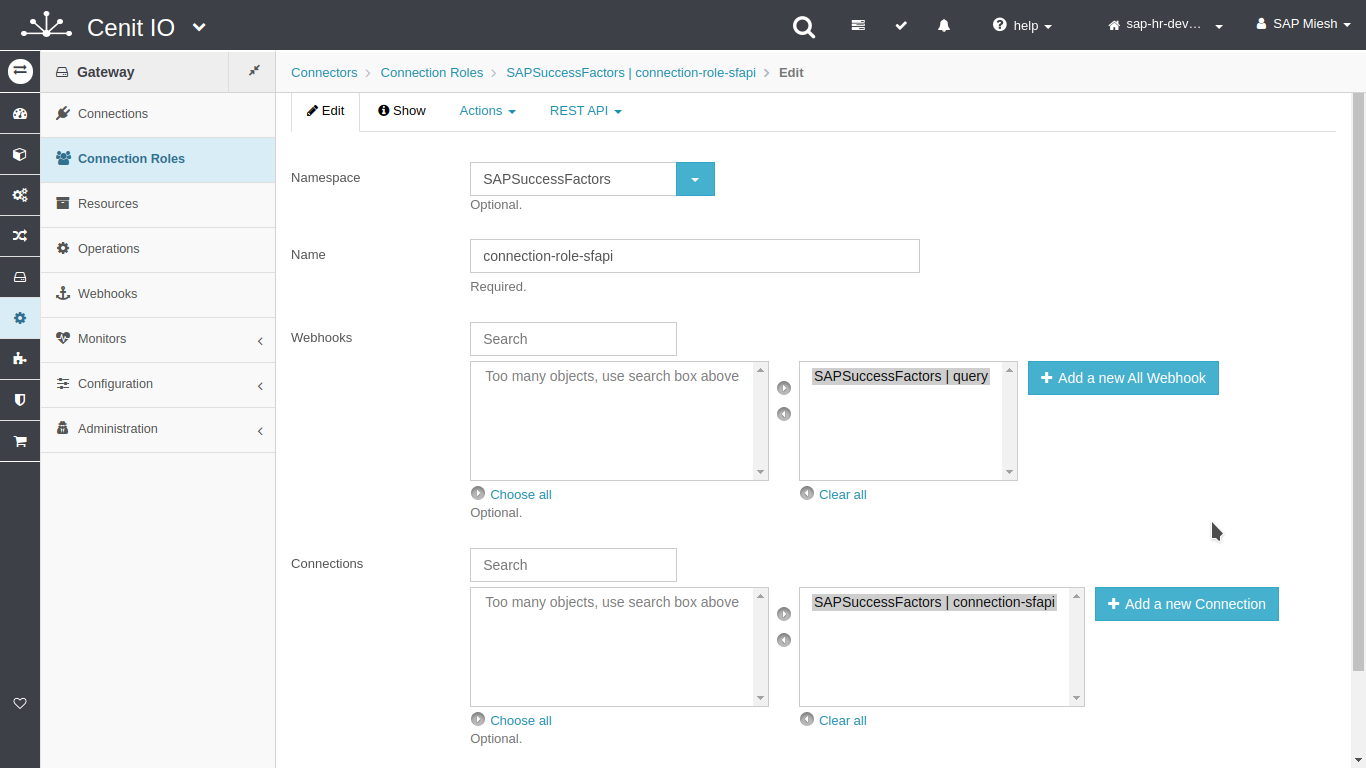 Cenit IO
help
sap-hr-dev...
SAP Miesh
Gateway
Connections
Connection Roles
Resources
Operations
Webhooks
Monitors
Configuration
Administration
Connectors
Connection Roles
SAPSuccessFactors | connection-role-sfapi
Edit
Edit
Show
Actions
REST API
Namespace
SAPSuccessFactors
Optional.
Name
connection-role-sfapi
Required.
Webhooks
Search
Too many objects, use search box above
SAPSuccessFactors | query
Add a new All Webhook
Choose all
Clear all
Optional.
Connections
Search
Too many objects, use search box above
SAPSuccessFactors | connection-sfapi
Add a new Connection
Choose all
Clear all
Optional.